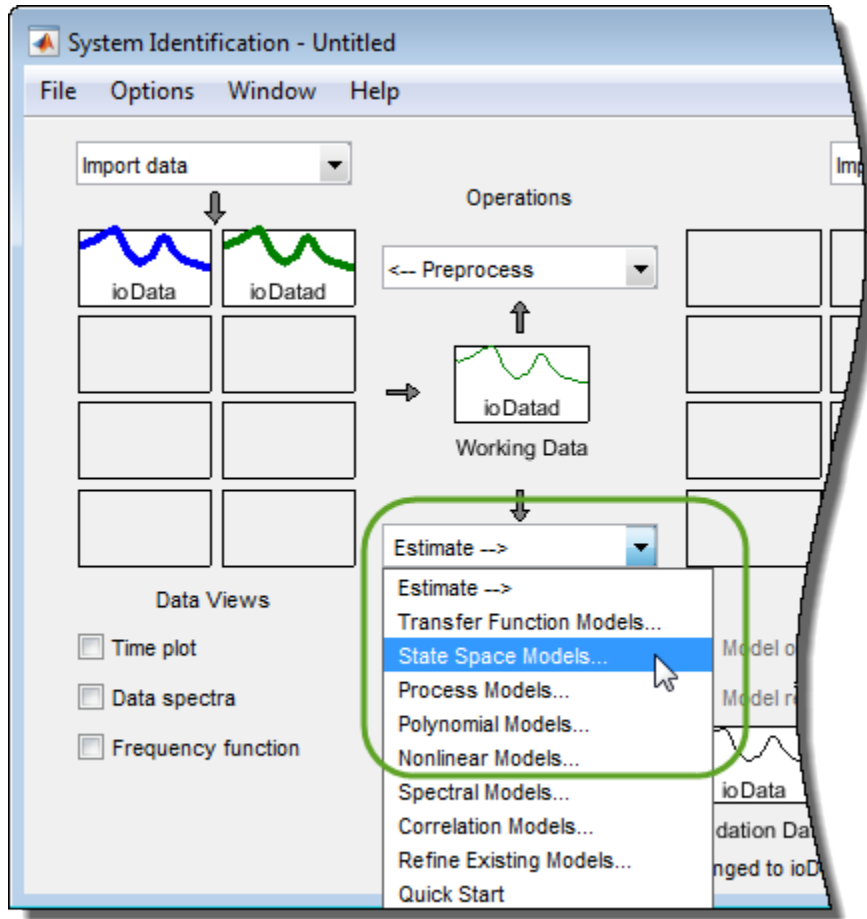 System Identification - Untitled
File Options Window Help
Import data
Operations
ioData
ioDatad
<-- Preprocess
ioDatad
Working Data
Estimate -->
Estimate -->
Transfer Function Models...
State Space Models...
Process Models...
Polynomial Models...
Nonlinear Models...
Spectral Models...
Correlation Models...
Refine Existing Models...
Quick Start
Data Views
Time plot
Data spectra
Frequency function
Model
Model
ioData